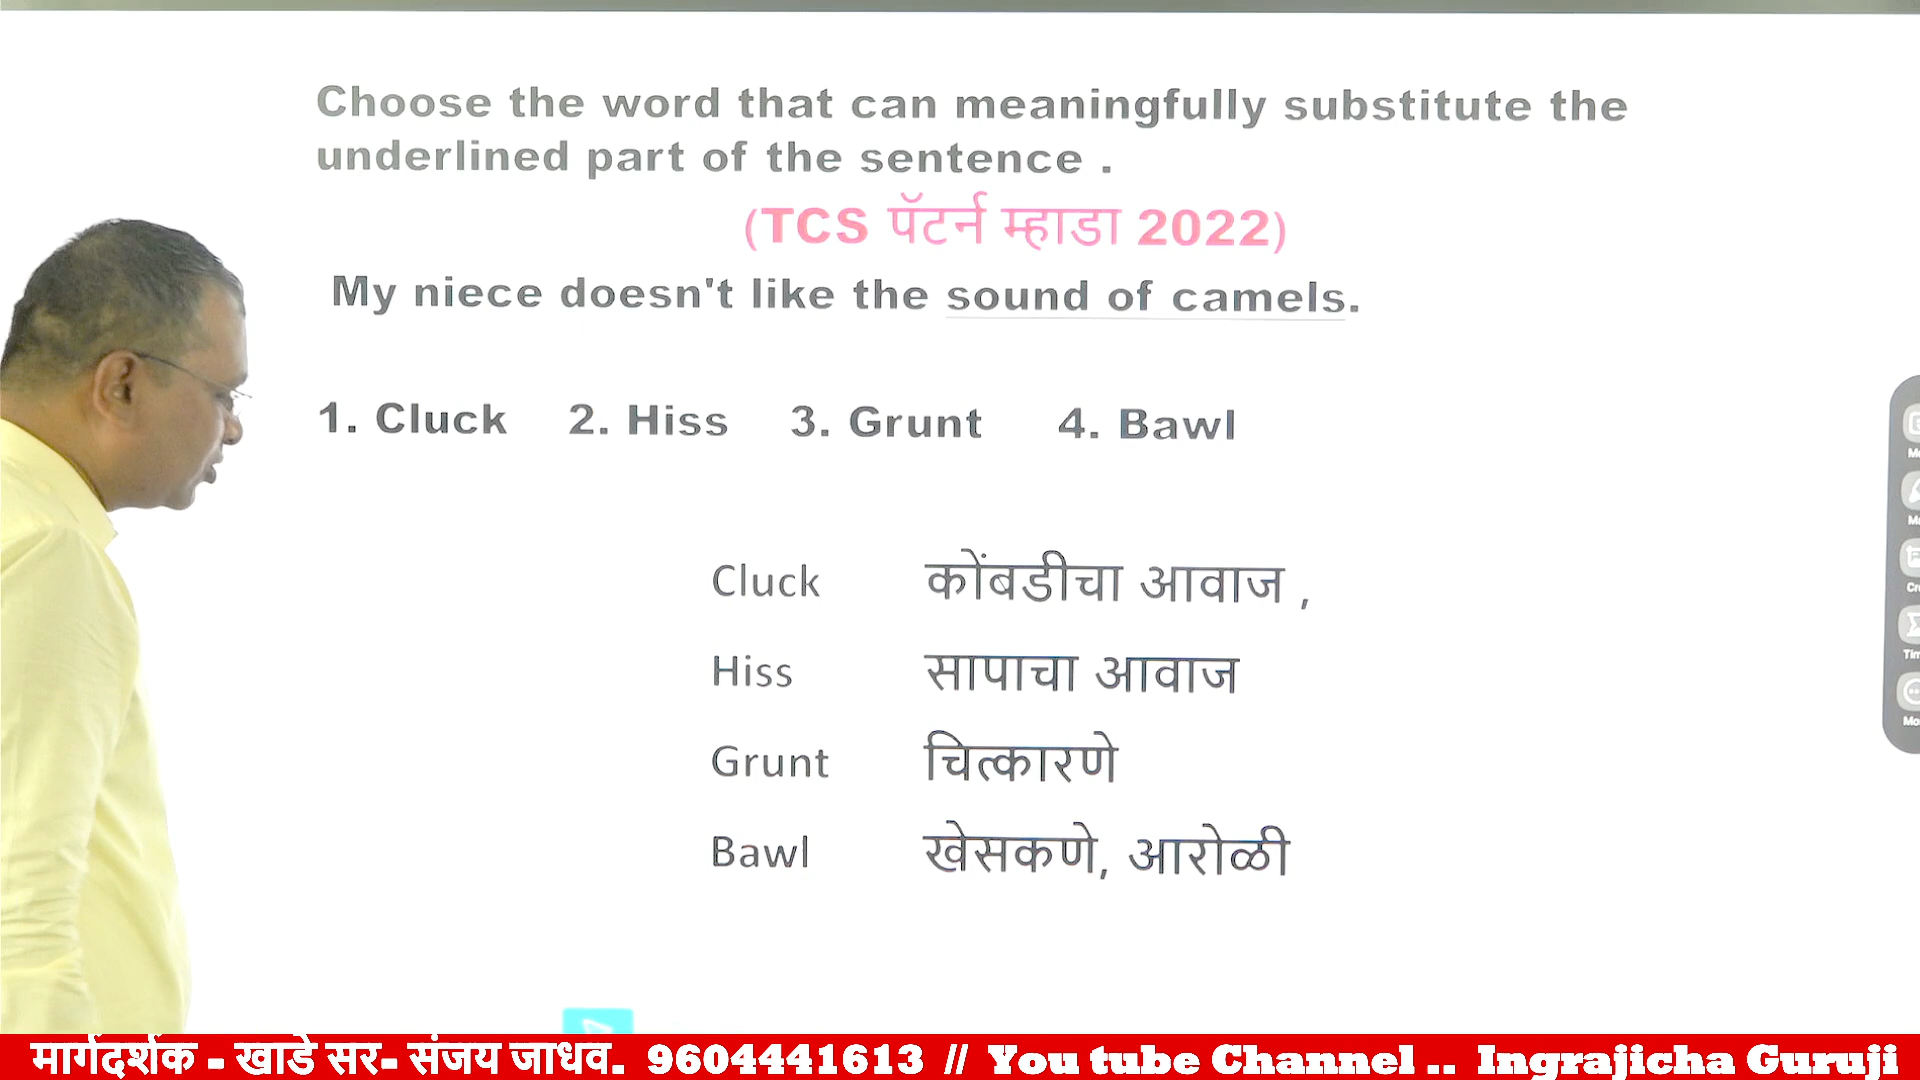 Choose the word that can meaningfully substitute the
underlined part of the sentence .
(TCS पॅटर्न म्हाडा 2022)
My niece doesn't like the sound of camels.
1. Cluck 2. Hiss 3. Grunt 4. Bawl
Cluck कोंबडीचा आवाज ,
Hiss सापाचा आवाज
Grunt चित्कारणे
Bawl खेसकणे, आरोळी
मार्गदर्शक - खाडे सर- संजय जाधव. 9604441613 // You tube Channel .. Ingrajicha Guruji